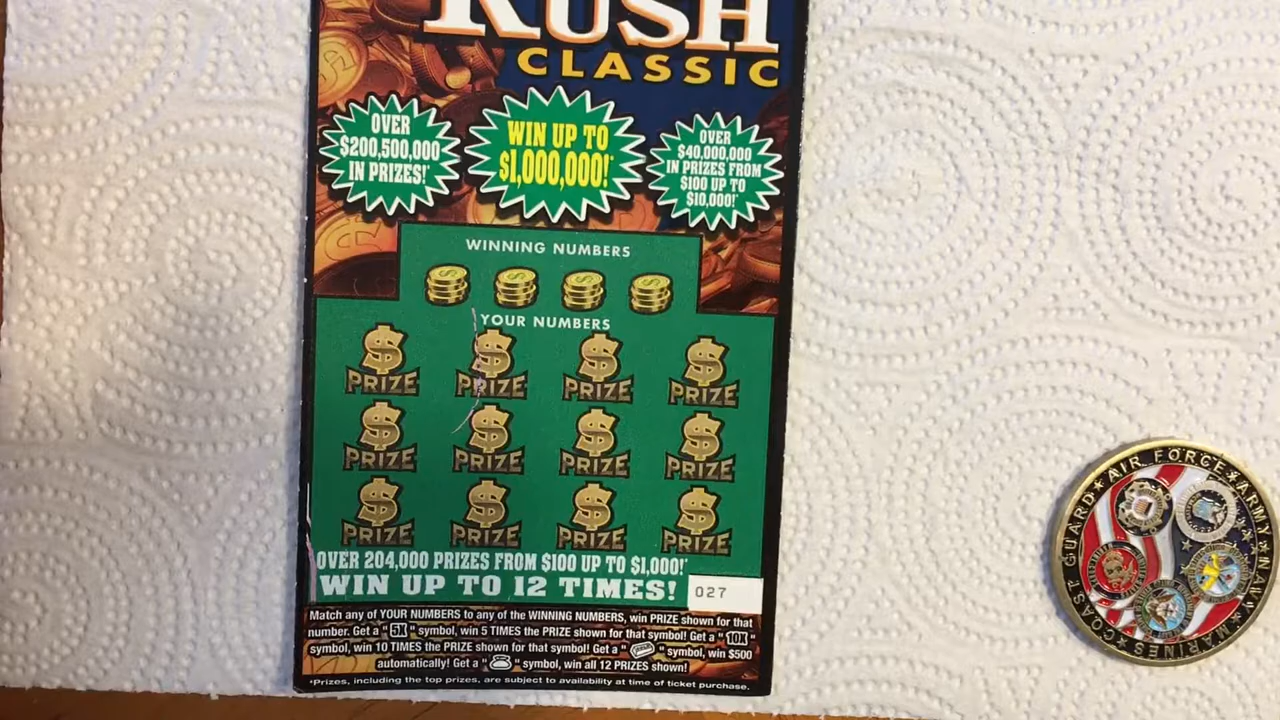 RUSH
CLASSIC
OVER
$200,500,000
IN PRIZES!*
WIN UP TO
$1,000,000!*
OVER
$40,000,000
IN PRIZES FROM
$100 UP TO
$10,000!*
WINNING NUMBERS
YOUR NUMBERS
PRIZE PRIZE PRIZE PRIZE
PRIZE PRIZE PRIZE PRIZE
PRIZE PRIZE PRIZE PRIZE
OVER 204,000 PRIZES FROM $100 UP TO $1,000!*
WIN UP TO 12 TIMES!
027
Match any of YOUR NUMBERS to any of the WINNING NUMBERS, win PRIZE shown for that
number. Get a "5X" symbol, win 5 TIMES the PRIZE shown for that symbol! Get a "10X"
symbol, win 10 TIMES the PRIZE shown for that symbol! Get a " " symbol, win $500
automatically! Get a " " symbol, win all 12 PRIZES shown!
*Prizes, including the top prizes, are subject to availability at time of ticket purchase.
AIR FORCE ★ ARMY ★ NAVY ★ MARINES ★ COAST GUARD ★